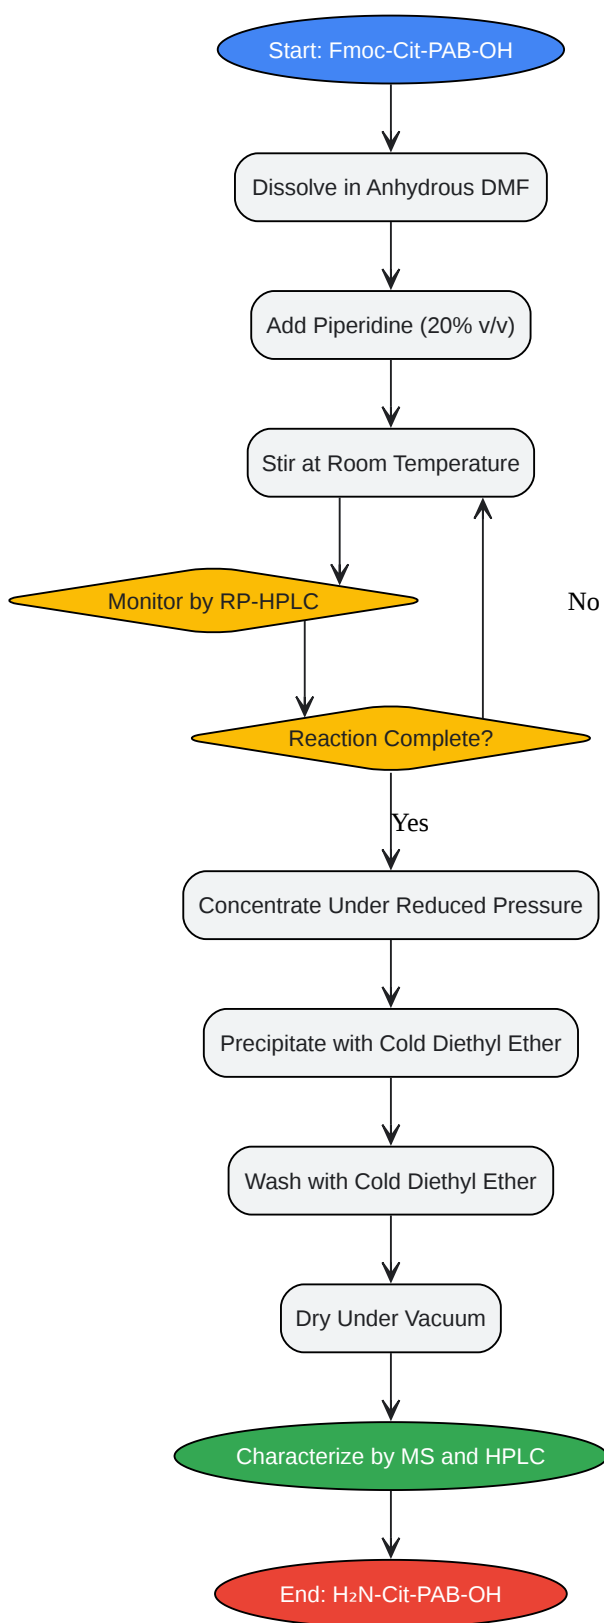 Start: Fmoc-Cit-PAB-OH
Dissolve in Anhydrous DMF
Add Piperidine (20% v/v)
Stir at Room Temperature
Monitor by RP-HPLC
No
Reaction Complete?
Yes
Concentrate Under Reduced Pressure
Precipitate with Cold Diethyl Ether
Wash with Cold Diethyl Ether
Dry Under Vacuum
Characterize by MS and HPLC
End: H₂N-Cit-PAB-OH